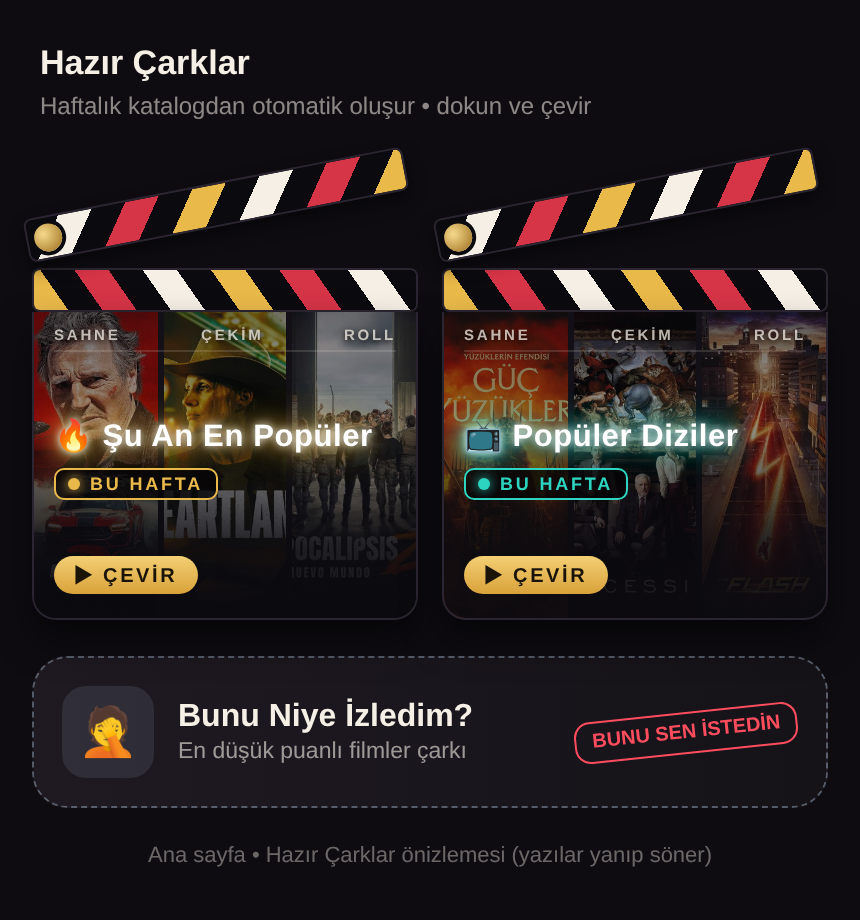 Hazır Çarklar
Haftalık katalogdan otomatik oluşur • dokun ve çevir
SAHNE ÇEKİM ROLL
🔥 Şu An En Popüler
BU HAFTA
EARTLAN
OCALIPSIS
NUEVO MUNDO
▶ ÇEVİR
SAHNE ÇEKİM ROLL
YÜZÜKLERİN EFENDİSİ
GÜÇ
YÜZÜKLER
📺 Popüler Diziler
BU HAFTA
▶ ÇEVİR
CESSI
FLASH
🤦 Bunu Niye İzledim?
En düşük puanlı filmler çarkı
BUNU SEN İSTEDİN
Ana sayfa • Hazır Çarklar önizlemesi (yazılar yanıp söner)